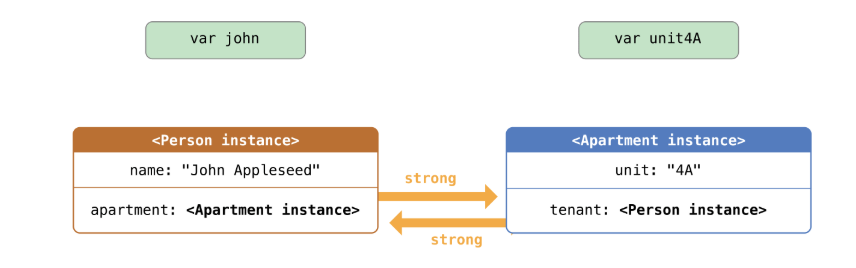 var john
var unit4A
<Person instance>
name: "John Appleseed"
apartment: <Apartment instance>
strong
strong
<Apartment instance>
unit: "4A"
tenant: <Person instance>